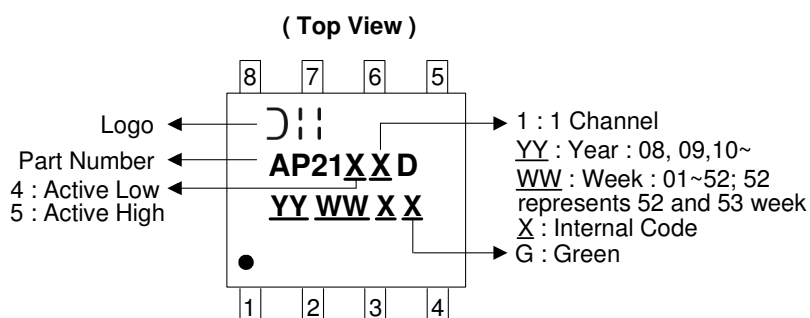 ( Top View )
8 7 6 5
Logo
Part Number
4 : Active Low
5 : Active High
AP21XXD
YY WW X X
1 : 1 Channel
YY : Year : 08, 09,10~
WW : Week : 01~52; 52
represents 52 and 53 week
X : Internal Code
G : Green
1 2 3 4